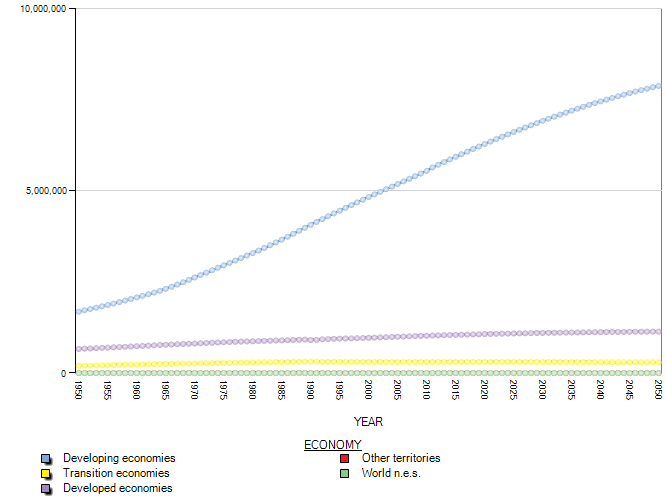 10,000,000
5,000,000
0
1950 1955 1960 1965 1970 1975 1980 1985 1990 1995 2000 2005 2010 2015 2020 2025 2030 2035 2040 2045 2050
YEAR
ECONOMY
Developing economies Other territories
Transition economies World n.e.s.
Developed economies